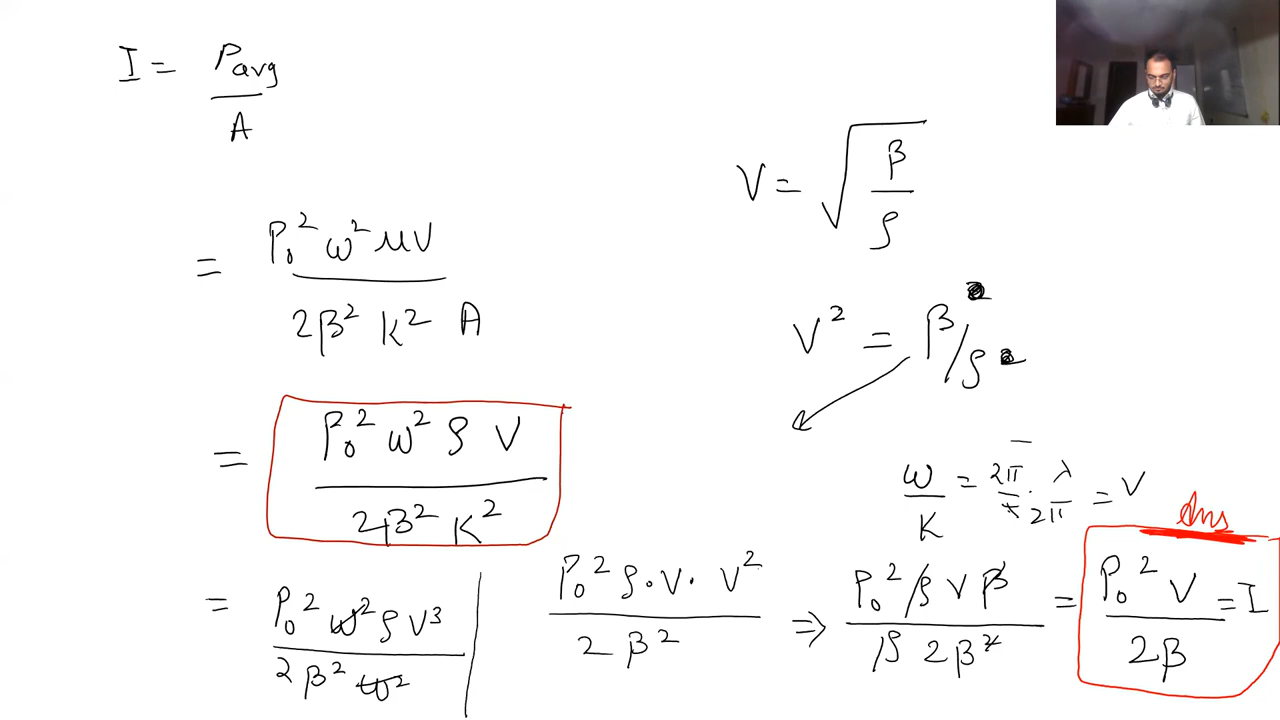 I = P_avg / A
V = √(β/ρ)
= P₀² ω² μV / 2β² K² A
V² = β/ρ
= P₀² ω² ρ V / 2β² K²
ω/K = 2π/t · λ/2π = V
Ans
= P₀² ω² ρ V³ / 2β² ω²
P₀² ρ · V · V² / 2β²
⇒ P₀² ρ V β / ρ 2β² = P₀² V / 2β = I